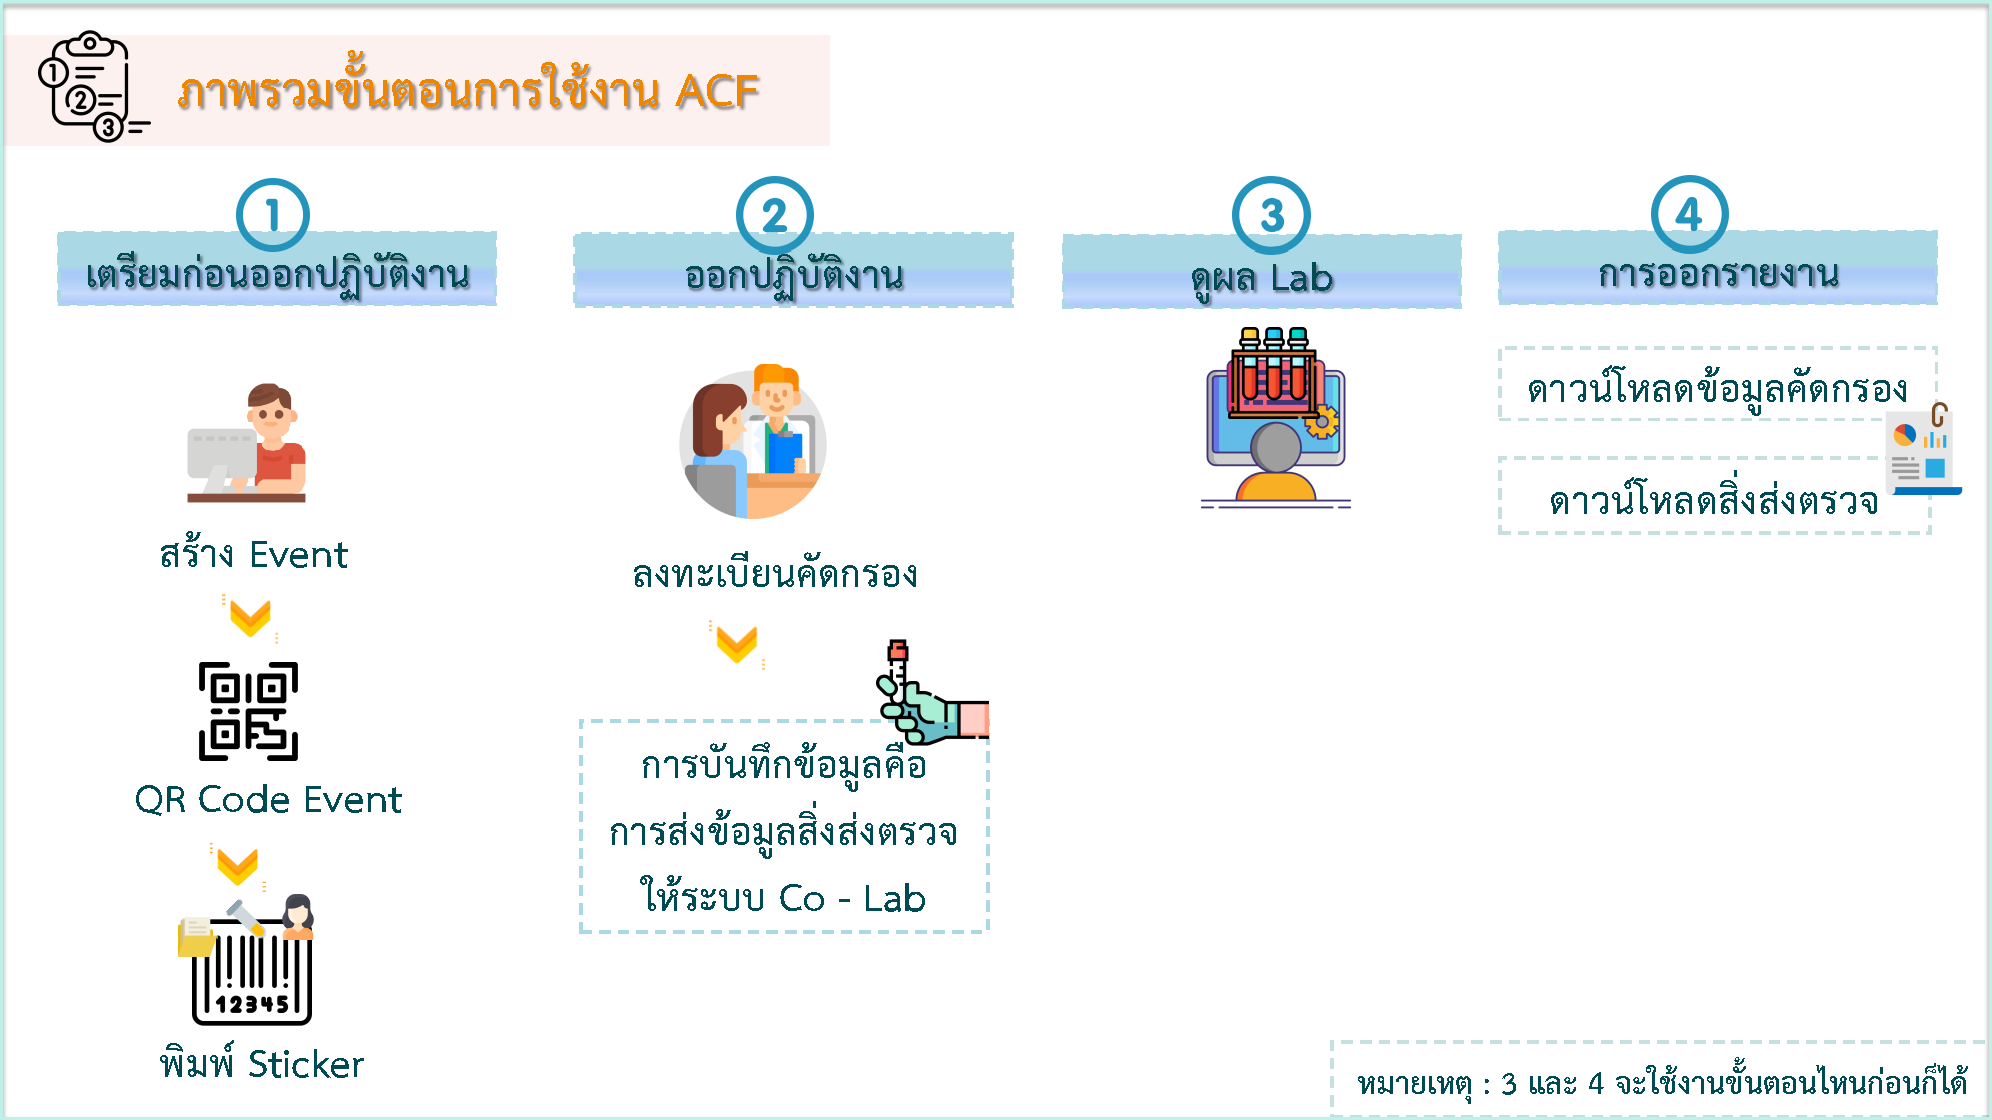 ภาพรวมขั้นตอนการใช้งาน ACF
1
เตรียมก่อนออกปฏิบัติงาน
สร้าง Event
QR Code Event
12345
พิมพ์ Sticker
2
ออกปฏิบัติงาน
ลงทะเบียนคัดกรอง
การบันทึกข้อมูลคือ
การส่งข้อมูลสิ่งส่งตรวจ
ให้ระบบ Co - Lab
3
ดูผล Lab
4
การออกรายงาน
ดาวน์โหลดข้อมูลคัดกรอง
ดาวน์โหลดสิ่งส่งตรวจ
หมายเหตุ : 3 และ 4 จะใช้งานขั้นตอนไหนก่อนก็ได้